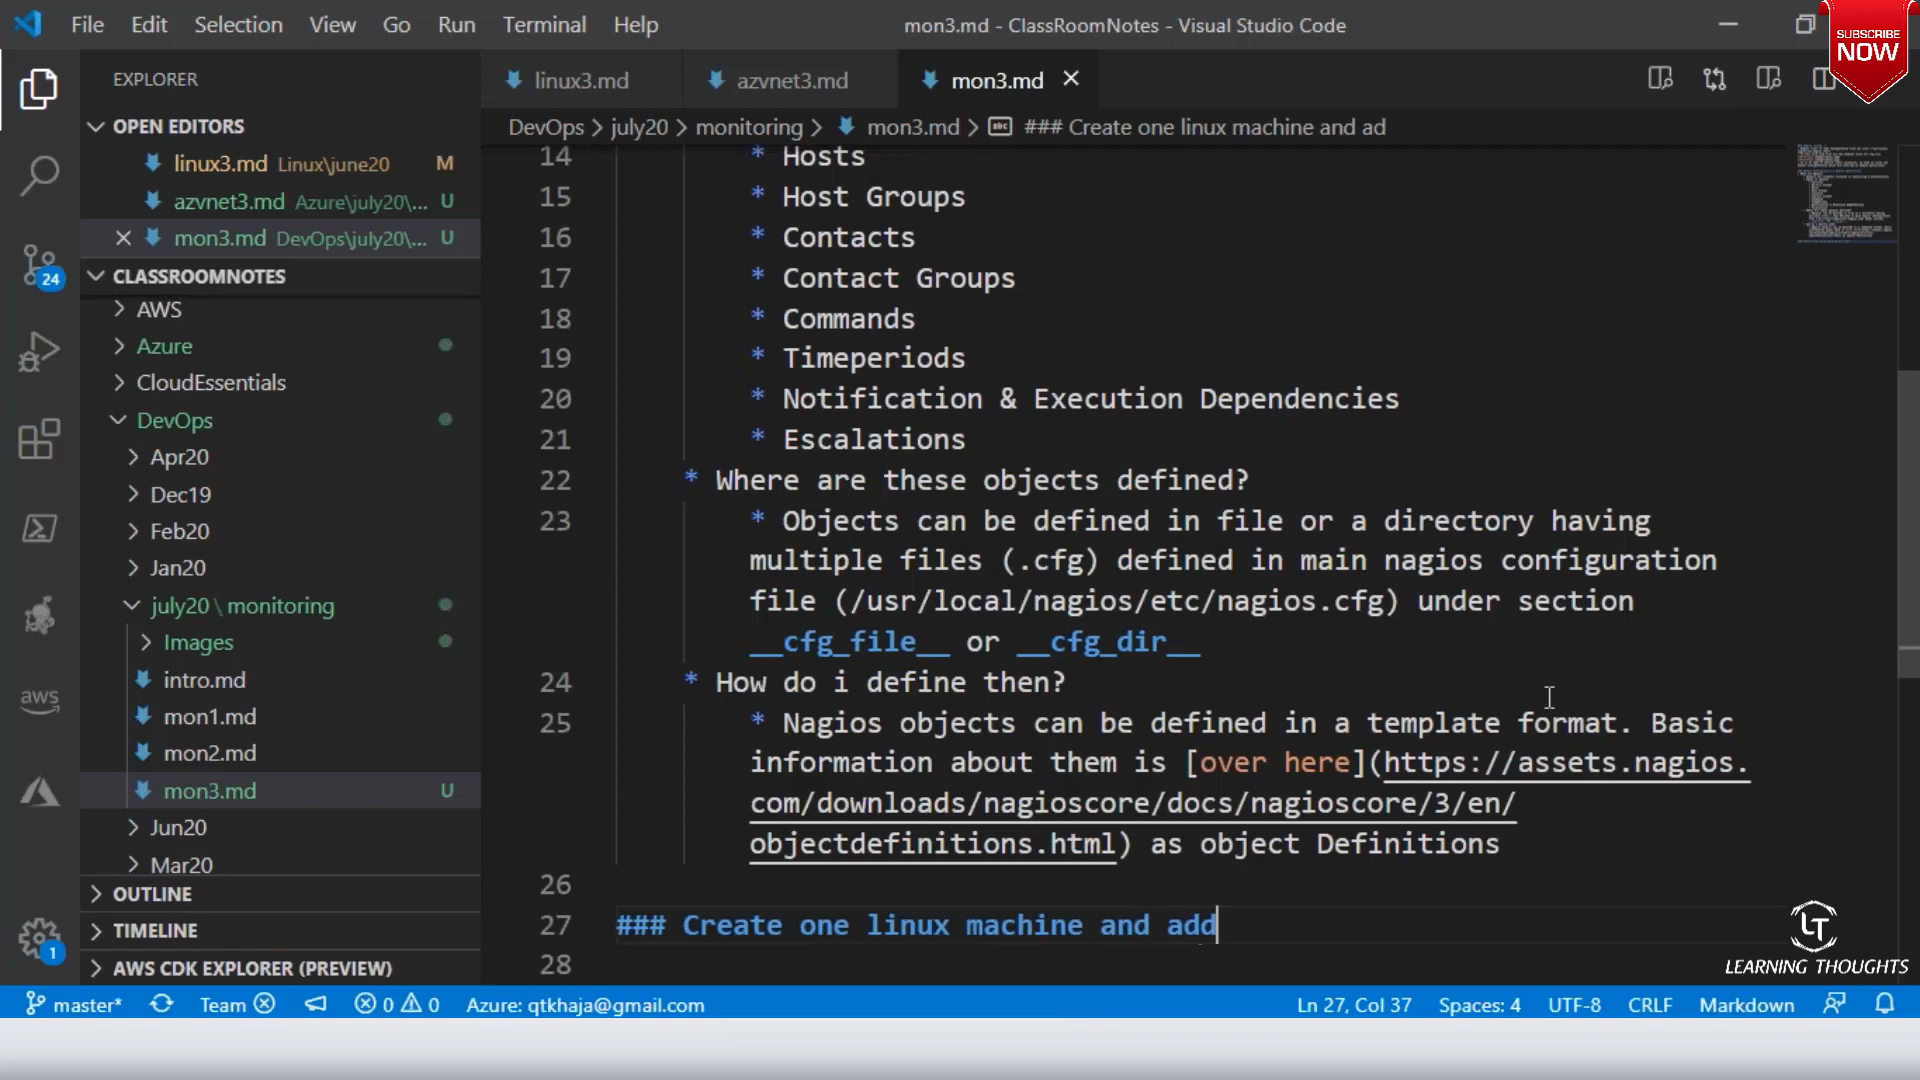 File Edit Selection View Go Run Terminal Help
mon3.md - ClassRoomNotes - Visual Studio Code
SUBSCRIBE
NOW
EXPLORER
linux3.md
azvnet3.md
mon3.md
OPEN EDITORS
linux3.md Linux\june20 M
azvnet3.md Azure\july20\... U
mon3.md DevOps\july20\... U
CLASSROOMNOTES
AWS
Azure
CloudEssentials
DevOps
Apr20
Dec19
Feb20
Jan20
july20 \ monitoring
Images
intro.md
mon1.md
mon2.md
mon3.md U
Jun20
Mar20
OUTLINE
TIMELINE
AWS CDK EXPLORER (PREVIEW)
24
aws
1
DevOps > july20 > monitoring > mon3.md > abc ### Create one linux machine and ad
14 * Hosts
15 * Host Groups
16 * Contacts
17 * Contact Groups
18 * Commands
19 * Timeperiods
20 * Notification & Execution Dependencies
21 * Escalations
22 * Where are these objects defined?
23 * Objects can be defined in file or a directory having
multiple files (.cfg) defined in main nagios configuration
file (/usr/local/nagios/etc/nagios.cfg) under section
__cfg_file__ or __cfg_dir__
24 * How do i define then?
25 * Nagios objects can be defined in a template format. Basic
information about them is [over here](https://assets.nagios.
com/downloads/nagioscore/docs/nagioscore/3/en/
objectdefinitions.html) as object Definitions
26
27 ### Create one linux machine and add
28
LT
LEARNING THOUGHTS
master* Team 0 0 Azure: qtkhaja@gmail.com Ln 27, Col 37 Spaces: 4 UTF-8 CRLF Markdown